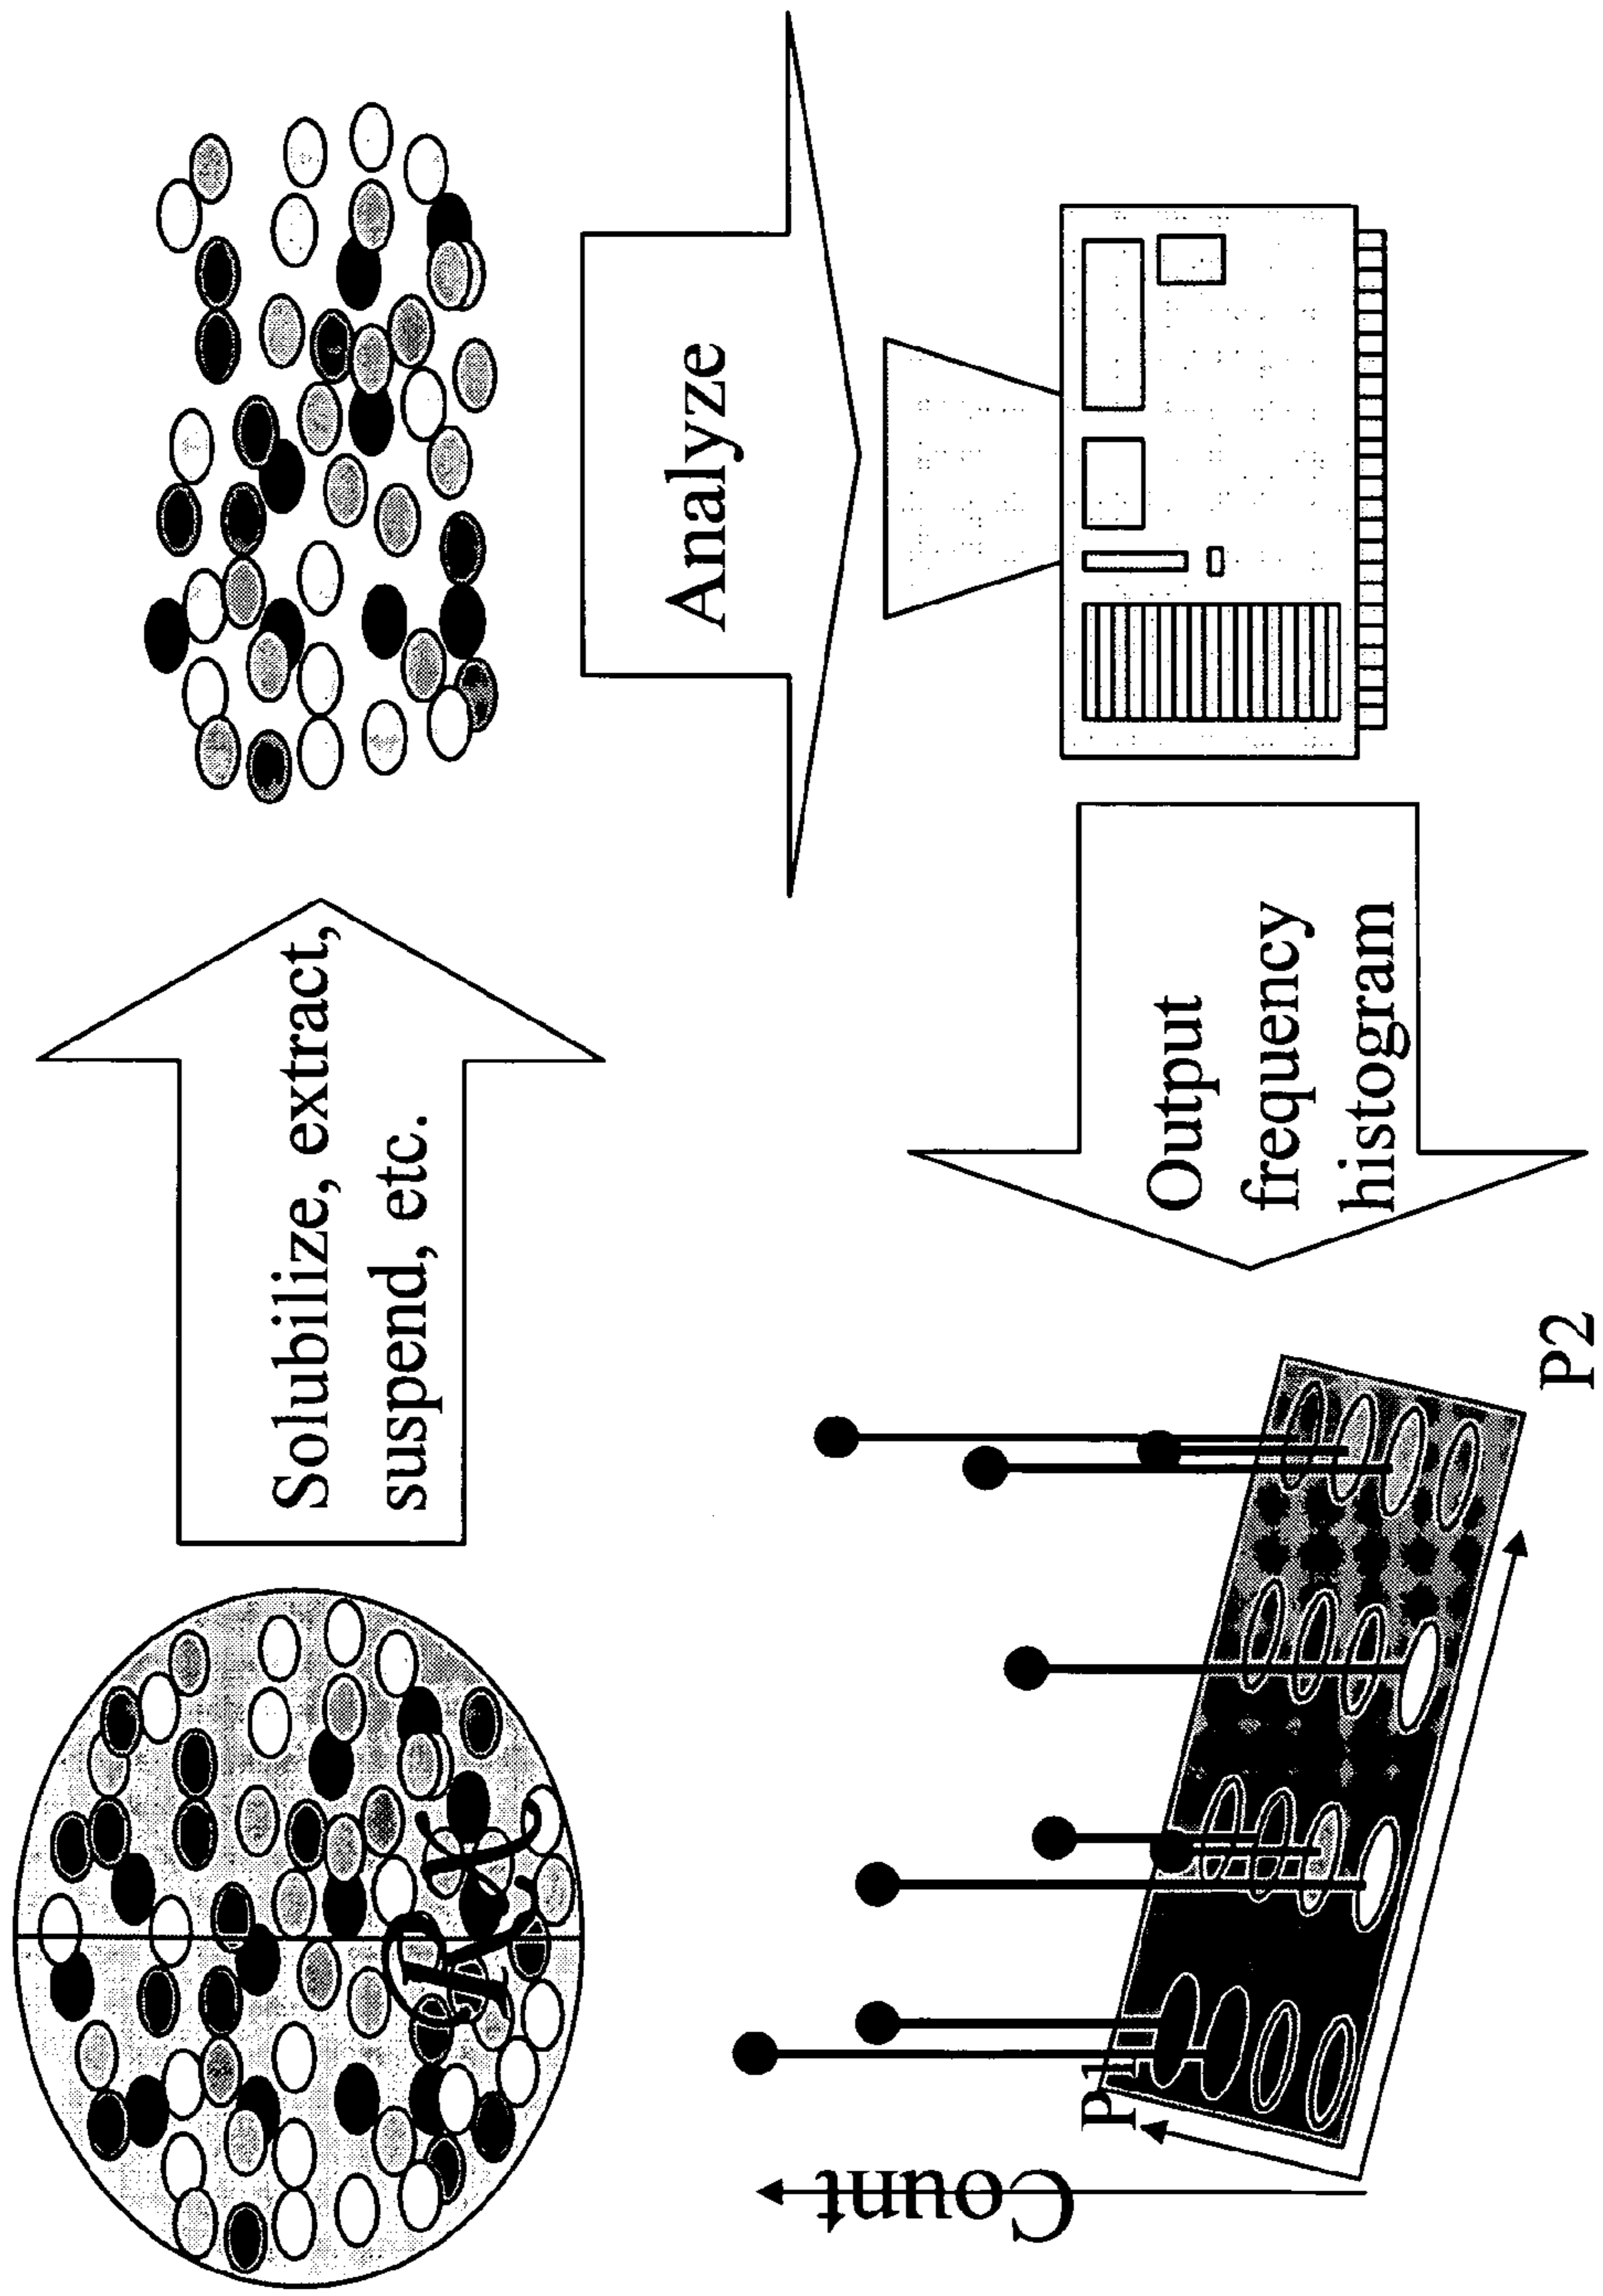 Solubilize, extract,
suspend, etc.
Analyze
Output
frequency
histogram
Count
P1
P2